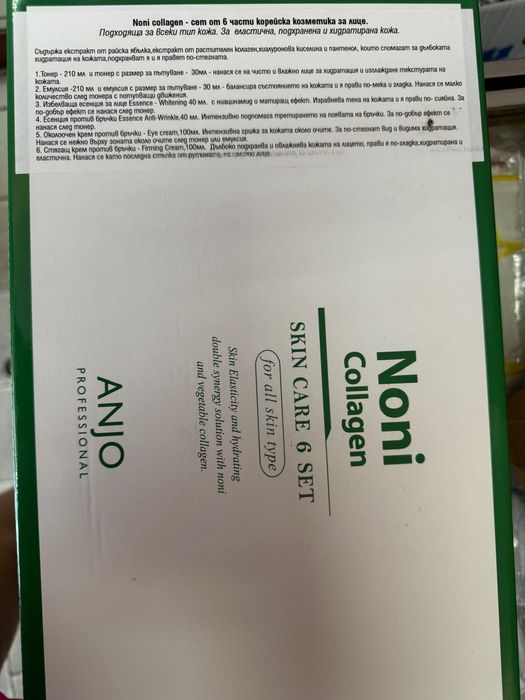 Noni collagen - сет от 6 части корейска козметика за лице.
Подходяща за Всеки тип кожа. За еластична, подхранена и хидратирана кожа.
Съдържа екстракт от райска ябълка, екстракт от растителен колаген, хиалуронова киселина и пантенол, които спомагат за дълбоката
хидратация на кожата, подхранват я и я правят по-стегната.
1.Тонер - 210 мл и тонер с размер за пътуване - 30мл - нанася се на чисто и влажно лице за хидратация и изглаждане текстурата на
кожата.
2. Емулсия -210 мл и емулсия с размер за пътуване - 30 мл - балансира състоянието на кожата и я прави по-мека и гладка. Нанася се малко
количество след тонера с потупващи движения.
3. Избелваща есенция за лице Essence - Whitening 40 мл. с ниацинамид и матиращ ефект. Изравнява тена на кожата и я прави по- сияйна. За
по-добър ефект се нанася след тонер.
4. Есенция против бръчки Essence Anti-Wrinkle,40 мл. Интензивно подпомага третирането на появата на бръчки. За по-добър ефект се
нанася след тонер.
5. Околоочен крем против бръчки - Eye cream,100мл. Интензивна грижа за кожата около очите. За по-стегнат вид и видима хидратация.
Нанася се нежно върху зоната около очите след тонер или емулсия.
6. Стягащ крем против бръчки - Firming Cream,100мл. Дълбоко подхранва и овлажнява кожата на лицето, прави я по-гладка, хидратирана и
еластична. Нанася се като последна стъпка от рутината, на цялото лице.
Noni
Collagen
SKIN CARE 6 SET
for all skin type
Skin Elasticity and hydrating
double synergy solution with noni
and vegetable collagen.
ANJO
PROFESSIONAL